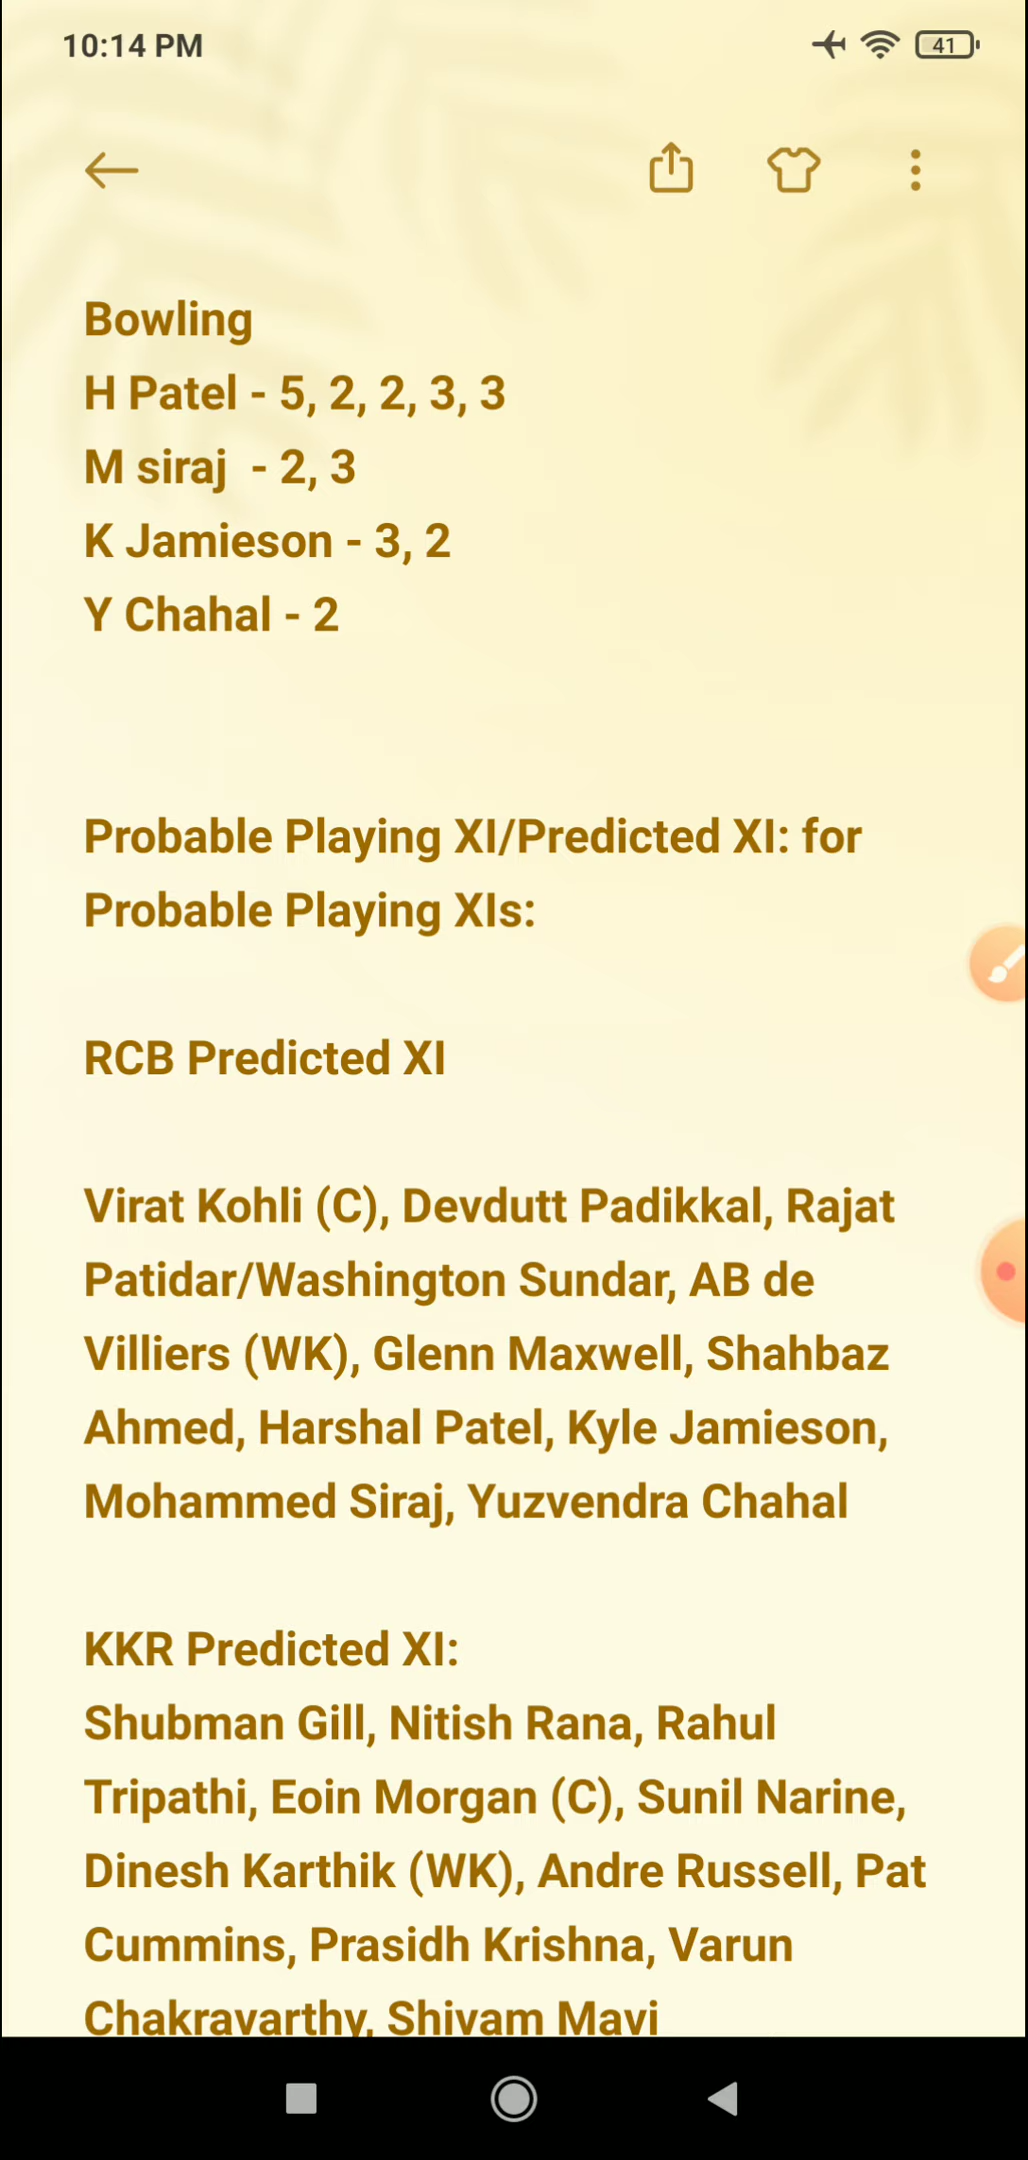 10:14 PM
41
Bowling
H Patel - 5, 2, 2, 3, 3
M siraj  - 2, 3
K Jamieson - 3, 2
Y Chahal - 2
Probable Playing XI/Predicted XI: for
Probable Playing XIs:
RCB Predicted XI
Virat Kohli (C), Devdutt Padikkal, Rajat
Patidar/Washington Sundar, AB de
Villiers (WK), Glenn Maxwell, Shahbaz
Ahmed, Harshal Patel, Kyle Jamieson,
Mohammed Siraj, Yuzvendra Chahal
KKR Predicted XI:
Shubman Gill, Nitish Rana, Rahul
Tripathi, Eoin Morgan (C), Sunil Narine,
Dinesh Karthik (WK), Andre Russell, Pat
Cummins, Prasidh Krishna, Varun
Chakravarthy, Shivam Mavi